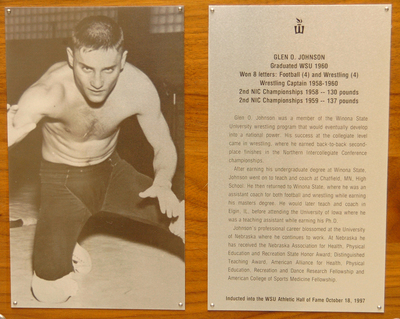 W
GLEN O. JOHNSON
Graduated WSU 1960
Won 8 letters: Football (4) and Wrestling (4)
Wrestling Captain 1958-1960
2nd NIC Championships 1958 -- 130 pounds
2nd NIC Championships 1959 -- 137 pounds
Glen O. Johnson was a member of the Winona State
University wrestling program that would eventually develop
into a national power. His success at the collegiate level
came in wrestling, where he earned back-to-back second-
place finishes in the Northern Intercollegiate Conference
championships.
After earning his undergraduate degree at Winona State,
Johnson went on to teach and coach at Chatfield, MN, High
School. he then returned to Winona State, where he was an
assistant coach for both football and wrestling while earning
his masters degree. He would later teach and coach in
Elgin, IL, before attending the University of Iowa where he
was a teaching assistant while earning his Ph.D.
Johnson's professional career blossomed at the University
of Nebraska where he continues to work. At Nebraska he
has received the Nebraska Association for Health, Physical
Education and Recreation State Honor Award, Distinguished
Teaching Award, American Alliance for Health, Physical
Education, Recreation and Dance Research Fellowship and
American College of Sports Medicine Fellowship.
Inducted into the WSU Athletic Hall of Fame October 18, 1997